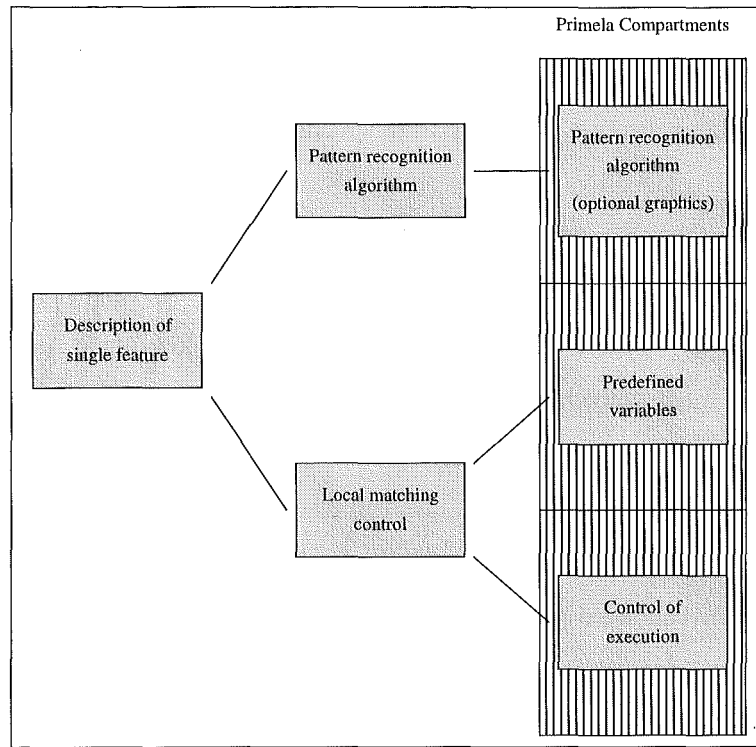 Primela Compartments
Pattern recognition
algorithm
Pattern recognition
algorithm
(optional graphics)
Description of
single feature
Predefined
variables
Local matching
control
Control of
execution